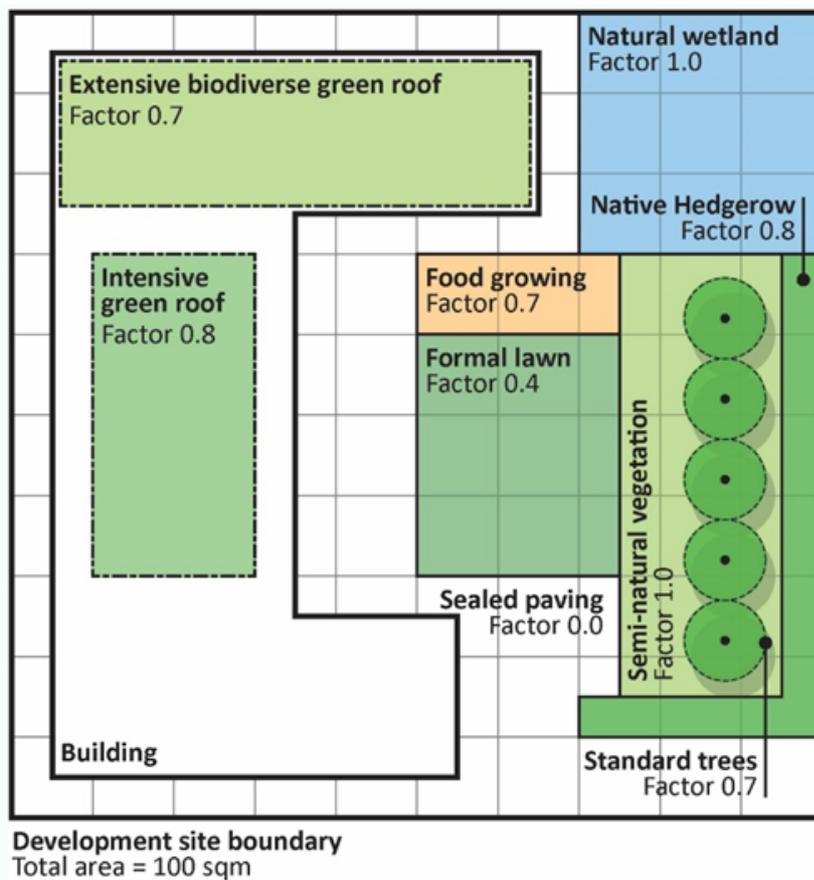 Extensive biodiverse green roof
Factor 0.7
Natural wetland
Factor 1.0
Native Hedgerow
Factor 0.8
Intensive
green roof
Factor 0.8
Food growing
Factor 0.7
Formal lawn
Factor 0.4
Semi-natural vegetation
Factor 1.0
Sealed paving
Factor 0.0
Building
Standard trees
Factor 0.7
Development site boundary
Total area = 100 sqm